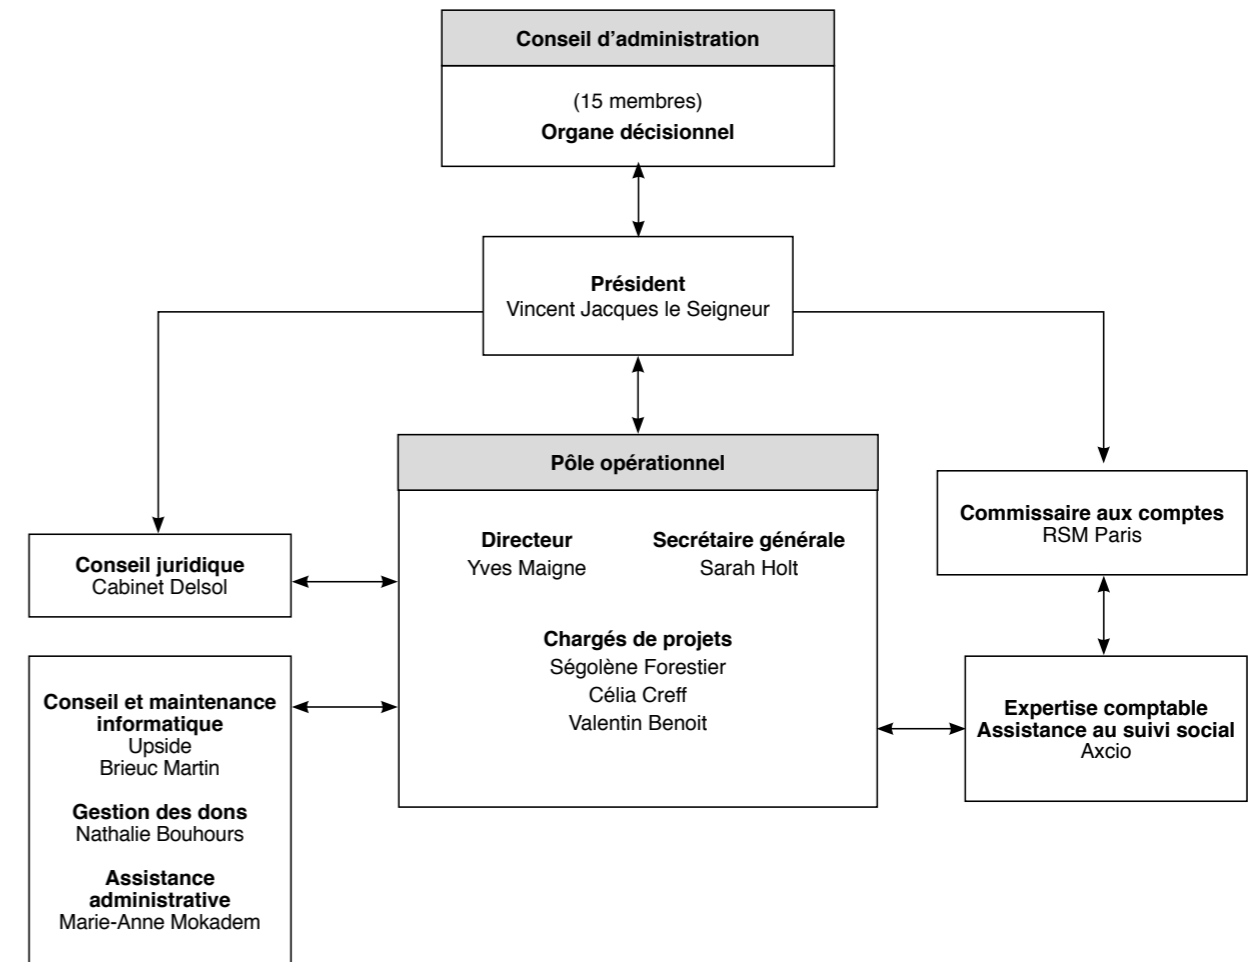 Conseil d’administration
(15 membres)
Organe décisionnel
Président
Vincent Jacques le Seigneur
Pôle opérationnel
Directeur
Yves Maigne
Secrétaire générale
Sarah Holt
Chargés de projets
Ségolène Forestier
Célia Creff
Valentin Benoit
Conseil juridique
Cabinet Delsol
Conseil et maintenance
informatique
Upside
Brieuc Martin
Gestion des dons
Nathalie Bouhours
Assistance
administrative
Marie-Anne Mokadem
Commissaire aux comptes
RSM Paris
Expertise comptable
Assistance au suivi social
Axcio